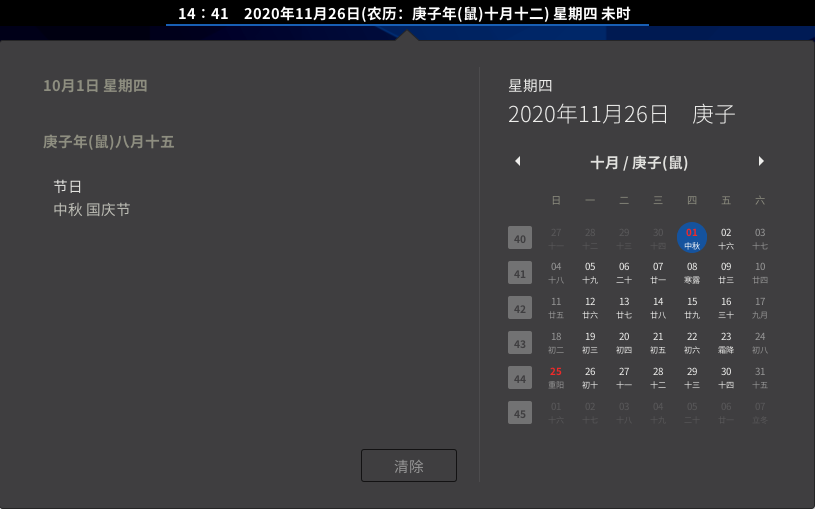 14：41 2020年11月26日(农历：庚子年(鼠)十月十二) 星期四 未时
10月1日 星期四
庚子年(鼠)八月十五
节日
中秋 国庆节
清除
星期四
2020年11月26日 庚子
十月 / 庚子(鼠)
日 一 二 三 四 五 六
40 27 28 29 30 01 02 03
十一 十二 十三 十四 中秋 十六 十七
41 04 05 06 07 08 09 10
十八 十九 二十 廿一 寒露 廿三 廿四
42 11 12 13 14 15 16 17
廿五 廿六 廿七 廿八 廿九 三十 九月
43 18 19 20 21 22 23 24
初二 初三 初四 初五 初六 霜降 初八
44 25 26 27 28 29 30 31
重阳 初十 十一 十二 十三 十四 十五
45 01 02 03 04 05 06 07
十六 十七 十八 十九 二十 廿一 立冬